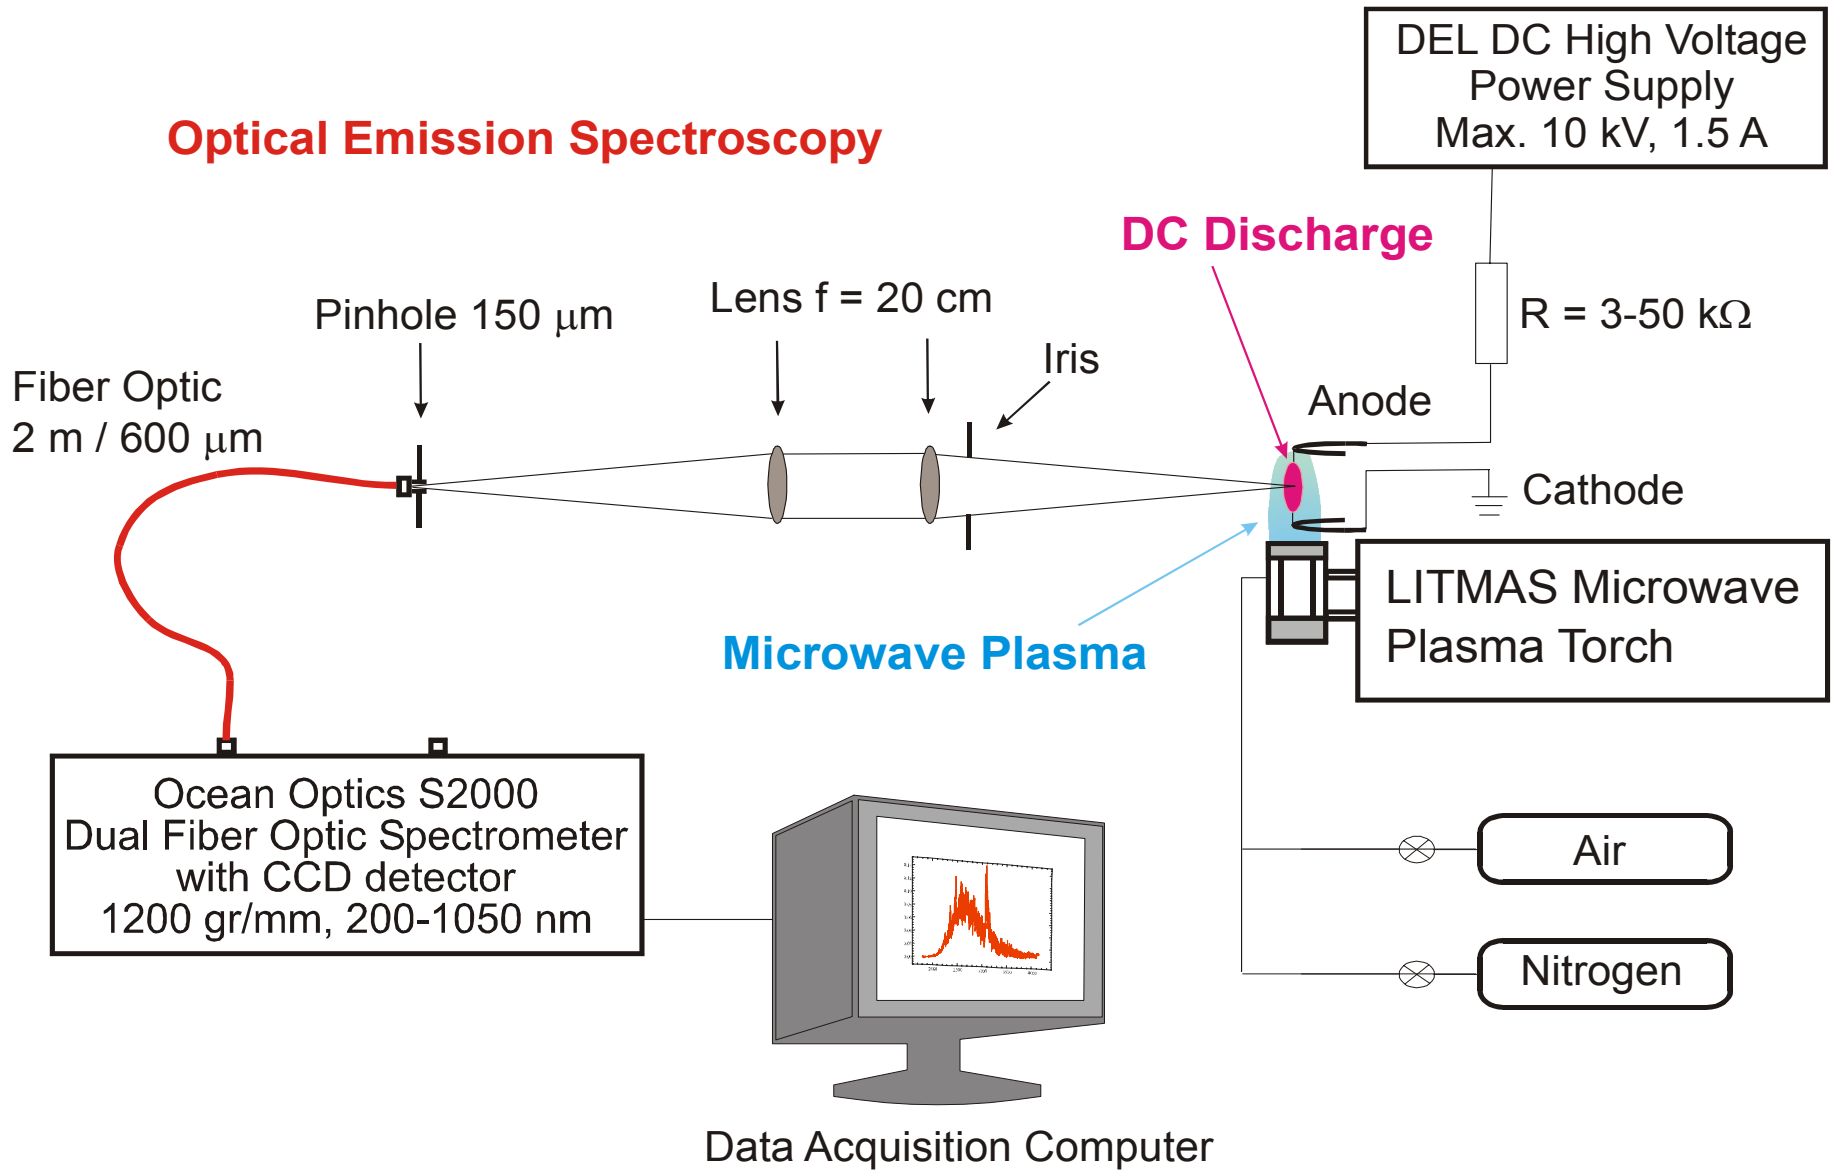 DEL DC High Voltage
Power Supply
Max. 10 kV, 1.5 A
Optical Emission Spectroscopy
DC Discharge
Lens f = 20 cm
Pinhole 150 μm
R = 3-50 kΩ
Iris
Fiber Optic
2 m / 600 μm
Anode
Cathode
LITMAS Microwave
Plasma Torch
Microwave Plasma
Ocean Optics S2000
Dual Fiber Optic Spectrometer
with CCD detector
1200 gr/mm, 200-1050 nm
Air
Nitrogen
Data Acquisition Computer